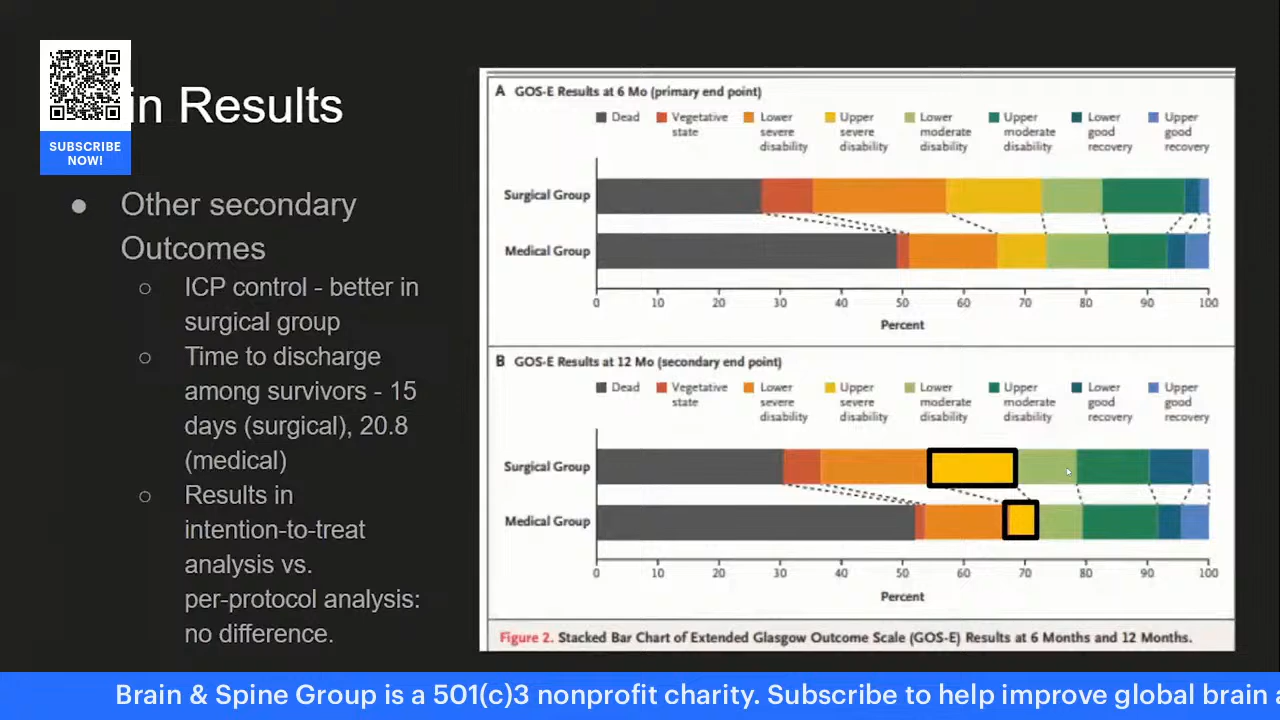 in Results
SUBSCRIBE
NOW!
● Other secondary
Outcomes
○ ICP control - better in
surgical group
○ Time to discharge
among survivors - 15
days (surgical), 20.8
(medical)
○ Results in
intention-to-treat
analysis vs.
per-protocol analysis:
no difference.
A GOS-E Results at 6 Mo (primary end point)
Dead Vegetative state Lower severe disability Upper severe disability Lower moderate disability Upper moderate disability Lower good recovery Upper good recovery
Surgical Group
Medical Group
0 10 20 30 40 50 60 70 80 90 100
Percent
B GOS-E Results at 12 Mo (secondary end point)
Dead Vegetative state Lower severe disability Upper severe disability Lower moderate disability Upper moderate disability Lower good recovery Upper good recovery
Surgical Group
Medical Group
0 10 20 30 40 50 60 70 80 90 100
Percent
Figure 2. Stacked Bar Chart of Extended Glasgow Outcome Scale (GOS-E) Results at 6 Months and 12 Months.
Brain & Spine Group is a 501(c)3 nonprofit charity. Subscribe to help improve global brain